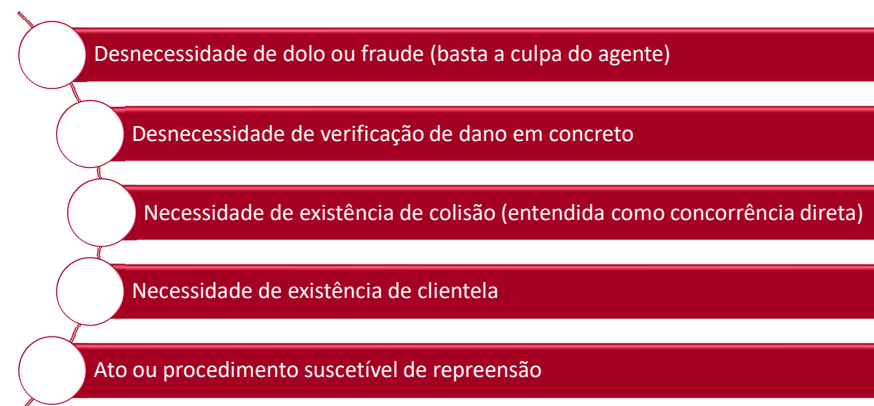 Desnecessidade de dolo ou fraude (basta a culpa do agente)
Desnecessidade de verificação de dano em concreto
Necessidade de existência de colisão (entendida como concorrência direta)
Necessidade de existência de clientela
Ato ou procedimento suscetível de repreensão